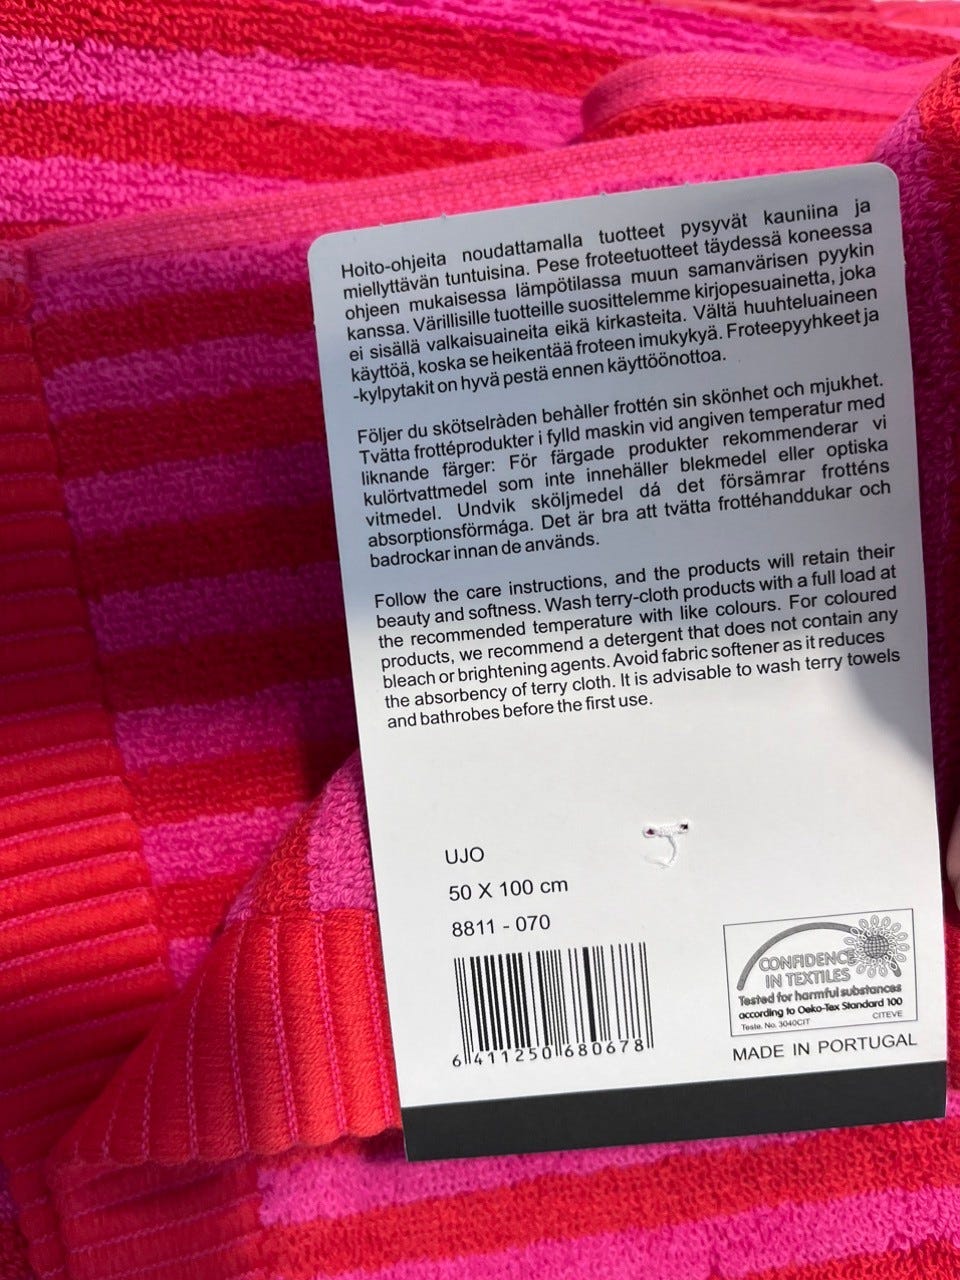 Hoito-ohjeita noudattamalla tuotteet pysyvät kauniina ja
miellyttävän tuntuisina. Pese froteetuotteet täydessä koneessa
ohjeen mukaisessa lämpötilassa muun samanvärisen pyykin
kanssa. Värillisille tuotteille suosittelemme kirjopesuainetta, joka
ei sisällä valkaisuaineita eikä kirkasteita. Vältä huuhteluaineen
käyttöä, koska se heikentää froteen imukykyä. Froteepyyhkeet ja
-kylpytakit on hyvä pestä ennen käyttöönottoa.
Följer du skötselràden behàller frottén sin skönhet och mjukhet.
Tvätta frottéprodukter i fylld maskin vid angiven temperatur med
liknande färger: För färgade produkter rekommenderar vi
kulörtvattmedel som inte innehäller blekmedel eller optiska
vitmedel. Undvik sköljmedel dá det försämrar frotténs
absorptionsförmága. Det är bra att tvätta frottéhanddukar och
badrockar innan de används.
Follow the care instructions, and the products will retain their
beauty and softness. Wash terry-cloth products with a full load at
the recommended temperature with like colours. For coloured
products, we recommend a detergent that does not contain any
bleach or brightening agents. Avoid fabric softener as it reduces
the absorbency of terry cloth. It is advisable to wash terry towels
and bathrobes before the first use.
UJO
50 X 100 cm
8811 - 070
6 411250 680678
CONFIDENCE
IN TEXTILES
Tested for harmful substances
according to Oeko-Tex Standard 100
Teste. No. 3040CIT CITEVE
MADE IN PORTUGAL